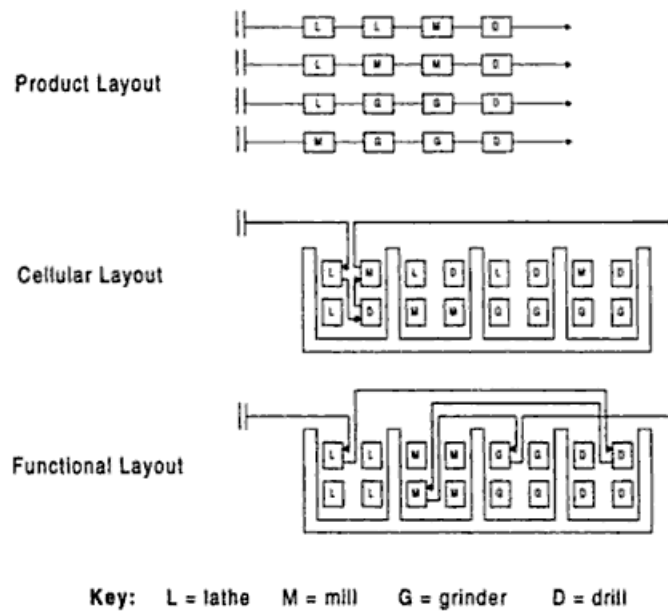 Product Layout
L L M D
L M M D
L G G D
M G G D
Cellular Layout
L M L D L D M D
L D M M G G G G
Functional Layout
L L M M G G D D
L L M M G G D D
Key: L = lathe M = mill G = grinder D = drill